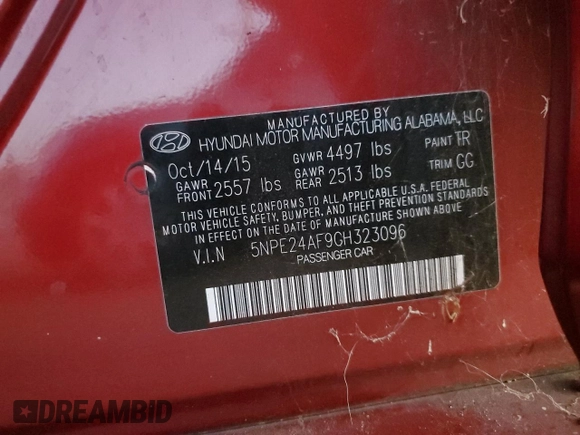 MANUFACTURED BY
HYUNDAI MOTOR MANUFACTURING ALABAMA, LLC
Oct/14/15 GVWR 4497 lbs PAINT TR
GAWR FRONT 2557 lbs GAWR REAR 2513 lbs TRIM GG
THIS VEHICLE CONFORMS TO ALL APPLICABLE U.S.A. FEDERAL
MOTOR VEHICLE SAFETY, BUMPER, AND THEFT PREVENTION STANDARDS
IN EFFECT ON THE DATE OF MANUFACTURE SHOWN ABOVE.
V.I.N 5NPE24AF9GH323096
PASSENGER CAR
DREAMBID